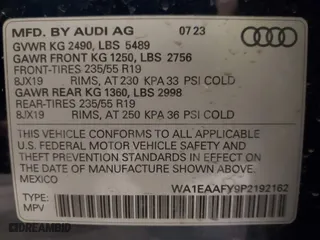 MFD. BY AUDI AG 07 23
GVWR KG 2490, LBS 5489
GAWR FRONT KG 1250, LBS 2756
FRONT-TIRES 235/55 R19
8JX19 RIMS, AT 230 KPA 33 PSI COLD
GAWR REAR KG 1360, LBS 2998
REAR-TIRES 235/55 R19
8JX19 RIMS, AT 250 KPA 36 PSI COLD
THIS VEHICLE CONFORMS TO ALL APPLICABLE
U.S. FEDERAL MOTOR VEHICLE SAFETY STANDARDS
IN EFFECT ON THE DATE OF MANUFACTURE SHOWN ABOVE.
MEXICO
WA1EAAFY9P2192162
TYPE:
MPV
©DREAMBID